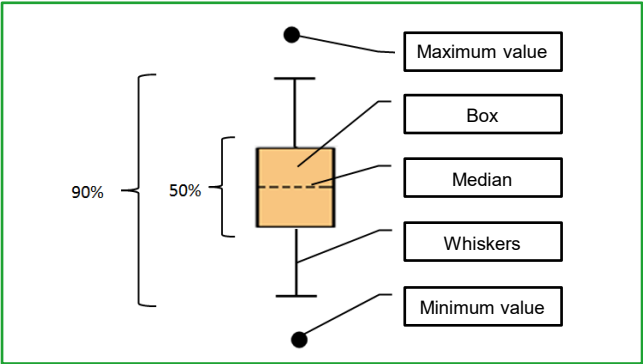 Maximum value
Box
90%
50%
Median
Whiskers
Minimum value